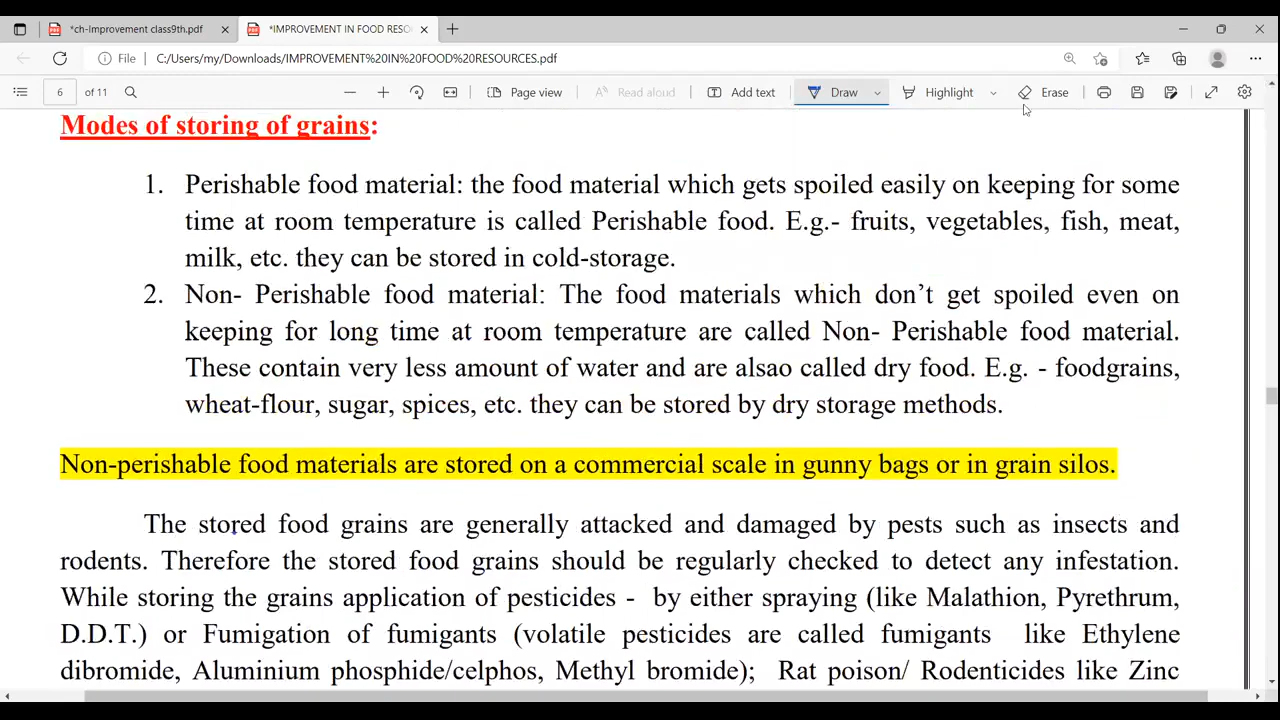 *ch-Improvement class9th.pdf
*IMPROVEMENT IN FOOD RESO
File C:/Users/my/Downloads/IMPROVEMENT%20IN%20FOOD%20RESOURCES.pdf
6 of 11 Page view Read aloud Add text Draw Highlight Erase
Modes of storing of grains:
1. Perishable food material: the food material which gets spoiled easily on keeping for some
time at room temperature is called Perishable food. E.g.- fruits, vegetables, fish, meat,
milk, etc. they can be stored in cold-storage.
2. Non- Perishable food material: The food materials which don't get spoiled even on
keeping for long time at room temperature are called Non- Perishable food material.
These contain very less amount of water and are alsao called dry food. E.g. - foodgrains,
wheat-flour, sugar, spices, etc. they can be stored by dry storage methods.
Non-perishable food materials are stored on a commercial scale in gunny bags or in grain silos.
The stored food grains are generally attacked and damaged by pests such as insects and
rodents. Therefore the stored food grains should be regularly checked to detect any infestation.
While storing the grains application of pesticides - by either spraying (like Malathion, Pyrethrum,
D.D.T.) or Fumigation of fumigants (volatile pesticides are called fumigants like Ethylene
dibromide, Aluminium phosphide/celphos, Methyl bromide); Rat poison/ Rodenticides like Zinc